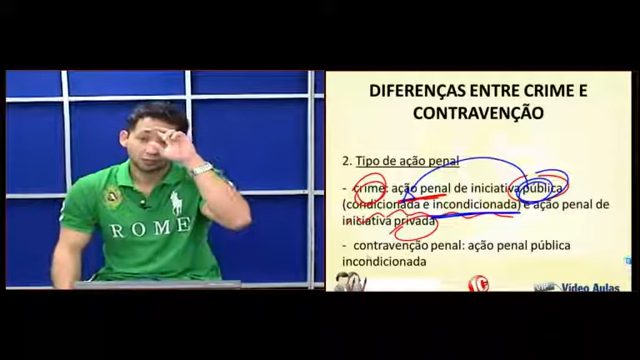 DIFERENÇAS ENTRE CRIME E
CONTRAVENÇÃO
2. Tipo de ação penal
- crime: ação penal de iniciativa pública
(condicionada e incondicionada) e ação penal de
iniciativa privada
- contravenção penal: ação penal pública
incondicionada
ROME
Vídeo Aulas